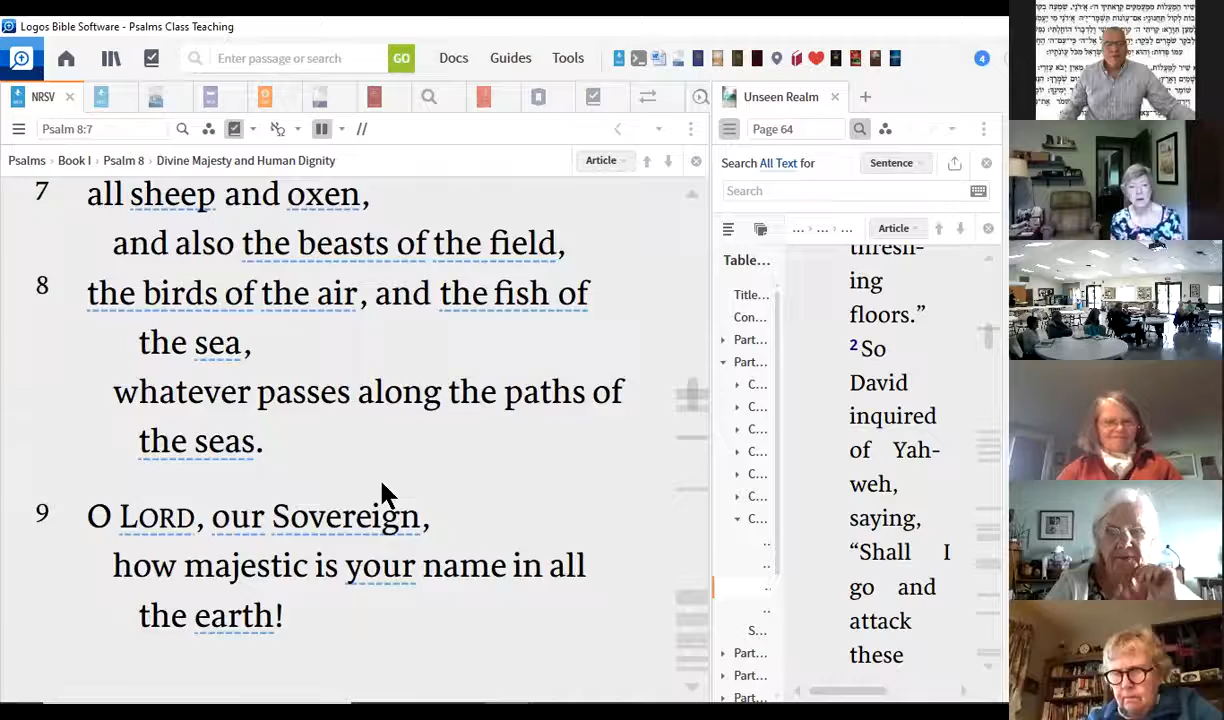 Logos Bible Software | Psalms Class Teaching
Enter passage or search
GO
Docs
Guides
Tools
4
NRSV
Psalm 8:7
Psalms › Book I › Psalm 8 › Divine Majesty and Human Dignity
Article
7 all sheep and oxen,
and also the beasts of the field,
8 the birds of the air, and the fish of
the sea,
whatever passes along the paths of
the seas.
9 O LORD, our Sovereign,
how majestic is your name in all
the earth!
Unseen Realm
Page 64
Search All Text for
Sentence
Search
... › ... › ...
Article
Table...
Title...
Con...
Part...
Part...
C...
C...
C...
C...
C...
C...
C...
..
..
..
..
S...
Part...
Part...
Part...
thresh-
ing
floors.”
2 So
David
inquired
of Yah-
weh,
saying,
“Shall I
go and
attack
these